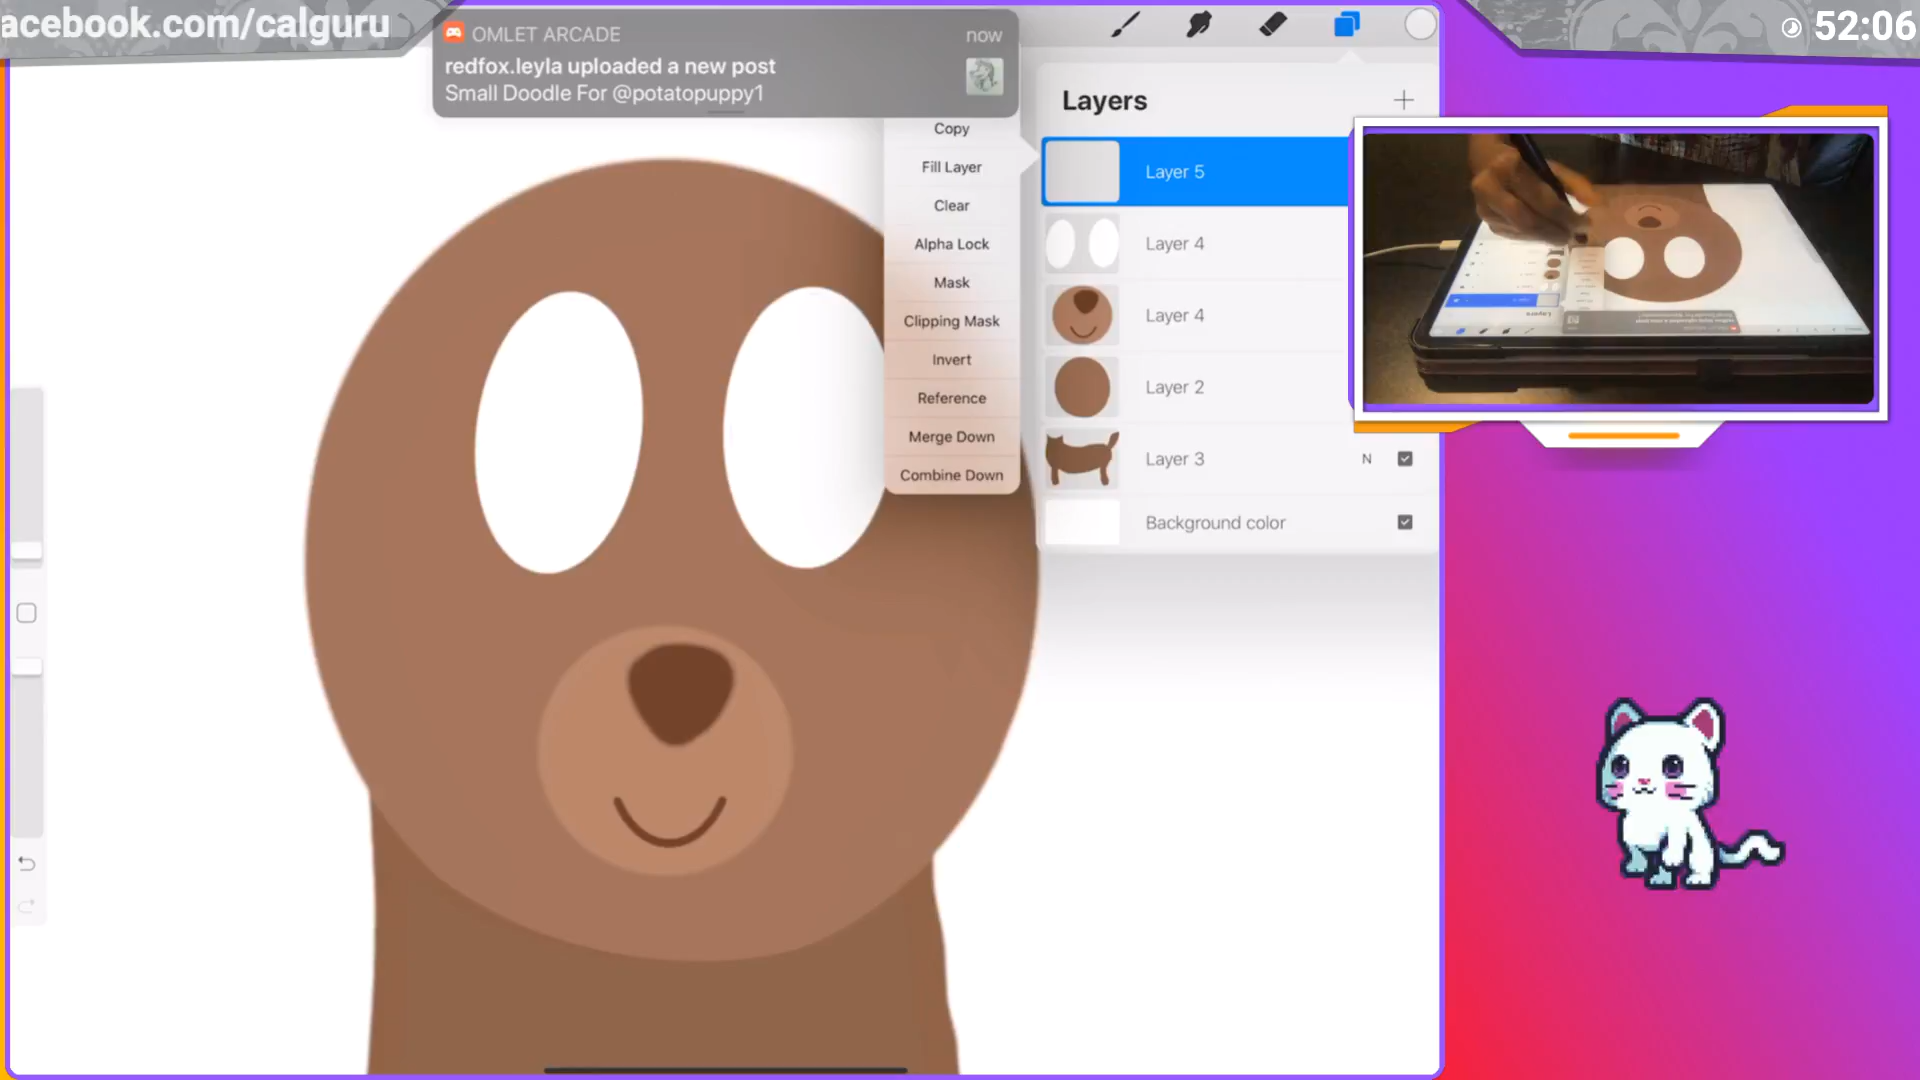 acebook.com/calguru
52:06
OMLET ARCADE
now
redfox.leyla uploaded a new post
Small Doodle For @potatopuppy1
Copy
Fill Layer
Clear
Alpha Lock
Mask
Clipping Mask
Invert
Reference
Merge Down
Combine Down
Layers
Layer 5
Layer 4
Layer 4
Layer 2
Layer 3
N
Background color